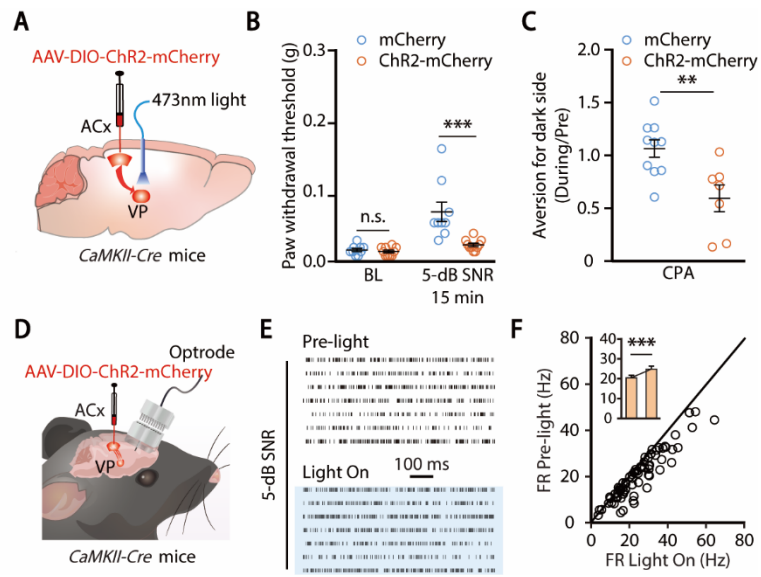 A
AAV-DIO-ChR2-mCherry
ACx
473nm light
VP
CaMKII-Cre mice
B
mCherry
ChR2-mCherry
Paw withdrawal threshold (g)
0.3
0.2
0.1
0.0
n.s.
***
BL
5-dB SNR
15 min
C
mCherry
ChR2-mCherry
Aversion for dark side
(During/Pre)
2.0
1.5
1.0
0.5
0.0
**
CPA
D
Optrode
AAV-DIO-ChR2-mCherry
ACx
VP
CaMKII-Cre mice
E
5-dB SNR
Pre-light
Light On
100 ms
F
FR Pre-light (Hz)
80
60
40
20
0
40
30
20
10
0
***
0
20
40
60
80
FR Light On (Hz)